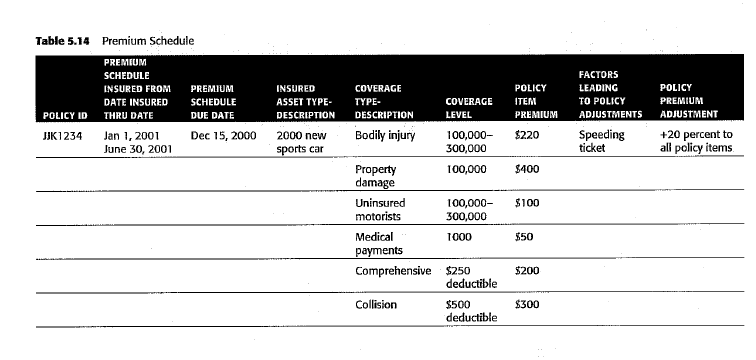 Table 5.14 Premium Schedule
PREMIUM
SCHEDULE
INSURED FROM PREMIUM INSURED COVERAGE POLICY FACTORS LEADING POLICY
DATE INSURED SCHEDULE ASSET TYPE- TYPE- COVERAGE ITEM TO POLICY PREMIUM
POLICY ID THRU DATE DUE DATE DESCRIPTION DESCRIPTION LEVEL PREMIUM ADJUSTMENTS ADJUSTMENT
JJK1234 Jan 1, 2001 Dec 15, 2000 2000 new Bodily injury 100,000– $220 Speeding +20 percent to
June 30, 2001 sports car 300,000 ticket all policy items
Property 100,000 $400
damage
Uninsured 100,000– $100
motorists 300,000
Medical 1000 $50
payments
Comprehensive $250 $200
deductible
Collision $500 $300
deductible